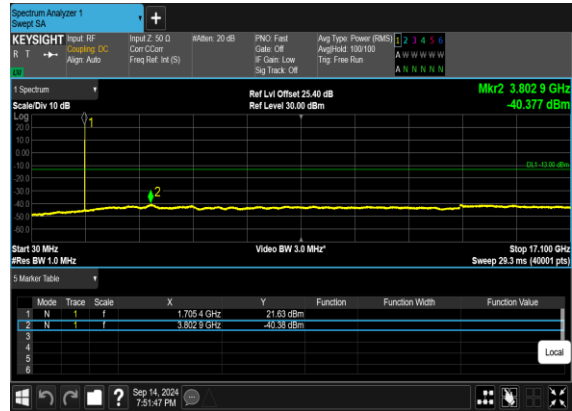 Spectrum Analyzer 1
Swept SA
KEYSIGHT
R T
Input: RF
Coupling: DC
Align: Auto
Input Z: 50 Ω
Corr CCorr
Freq Ref: Int (S)
#Atten: 20 dB
PNO: Fast
Gate: Off
IF Gain: Low
Sig Track: Off
Avg Type: Power (RMS)
Avg|Hold: 100/100
Trig: Free Run
1 2 3 4 5 6
A W W W W W
A N N N N N
1 Spectrum
Scale/Div 10 dB
Ref Lvl Offset 25.40 dB
Ref Level 30.00 dBm
Mkr2 3.802 9 GHz
-40.377 dBm
Log
20.0
10.0
0.00
-10.0
-20.0
-30.0
-40.0
-50.0
-60.0
1
2
DL1 -13.00 dBm
Start 30 MHz
#Res BW 1.0 MHz
Video BW 3.0 MHz*
Stop 17.100 GHz
Sweep 29.3 ms (40001 pts)
5 Marker Table
Mode Trace Scale X Y Function Function Width Function Value
1 N 1 f 1.705 4 GHz 21.63 dBm
2 N 1 f 3.802 9 GHz -40.38 dBm
3
4
5
6
Local
?
Sep 14, 2024
7:51:47 PM